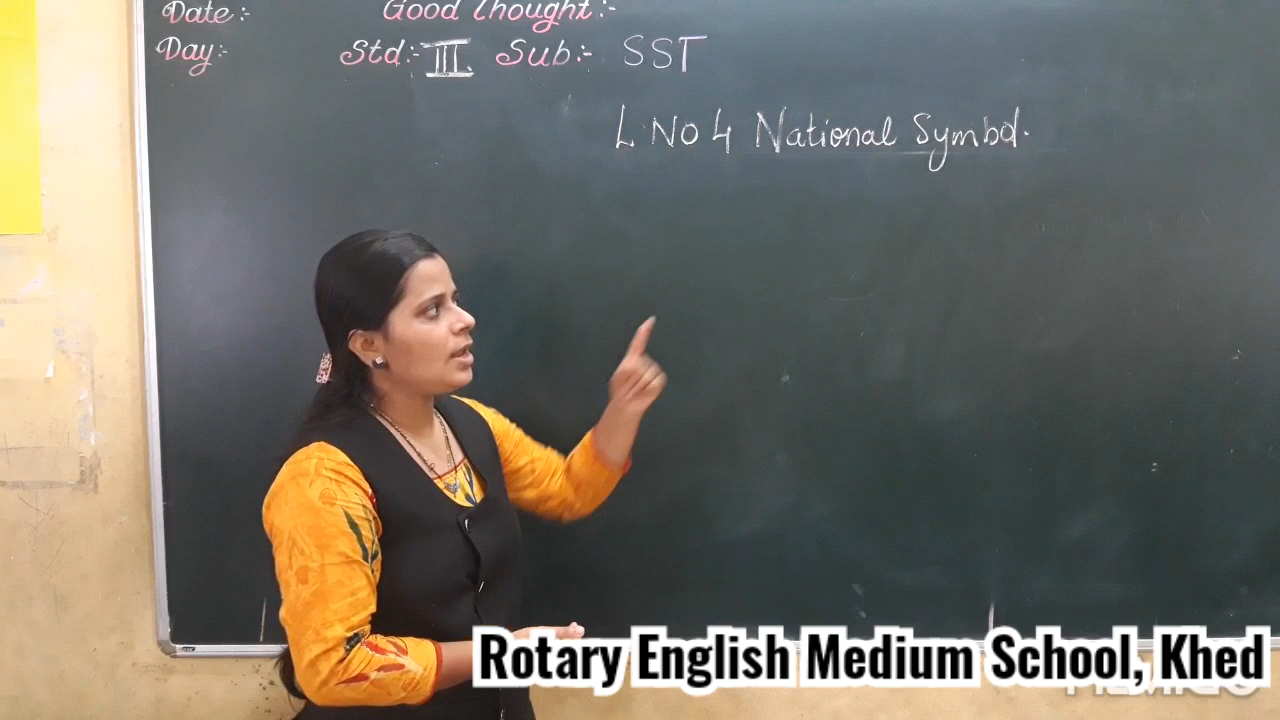 Date:- Good Thought:-
Day:- Std:- III. Sub:- SST
L. No 4 National Symbol.
Rotary English Medium School, Khed